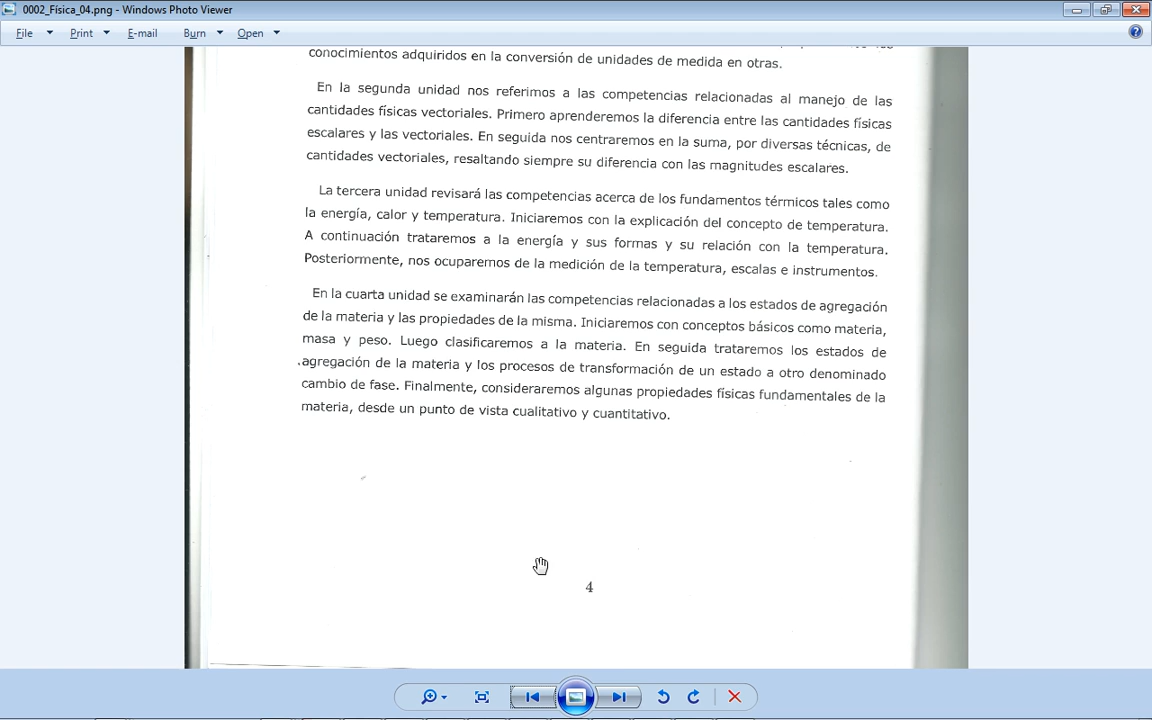 0002_Física_04.png - Windows Photo Viewer
File Print E-mail Burn Open
conocimientos adquiridos en la conversión de unidades de medida en otras.
En la segunda unidad nos referimos a las competencias relacionadas al manejo de las
cantidades físicas vectoriales. Primero aprenderemos la diferencia entre las cantidades físicas
escalares y las vectoriales. En seguida nos centraremos en la suma, por diversas técnicas, de
cantidades vectoriales, resaltando siempre su diferencia con las magnitudes escalares.
La tercera unidad revisará las competencias acerca de los fundamentos térmicos tales como
la energía, calor y temperatura. Iniciaremos con la explicación del concepto de temperatura.
A continuación trataremos a la energía y sus formas y su relación con la temperatura.
Posteriormente, nos ocuparemos de la medición de la temperatura, escalas e instrumentos.
En la cuarta unidad se examinarán las competencias relacionadas a los estados de agregación
de la materia y las propiedades de la misma. Iniciaremos con conceptos básicos como materia,
masa y peso. Luego clasificaremos a la materia. En seguida trataremos los estados de
agregación de la materia y los procesos de transformación de un estado a otro denominado
cambio de fase. Finalmente, consideraremos algunas propiedades físicas fundamentales de la
materia, desde un punto de vista cualitativo y cuantitativo.
4